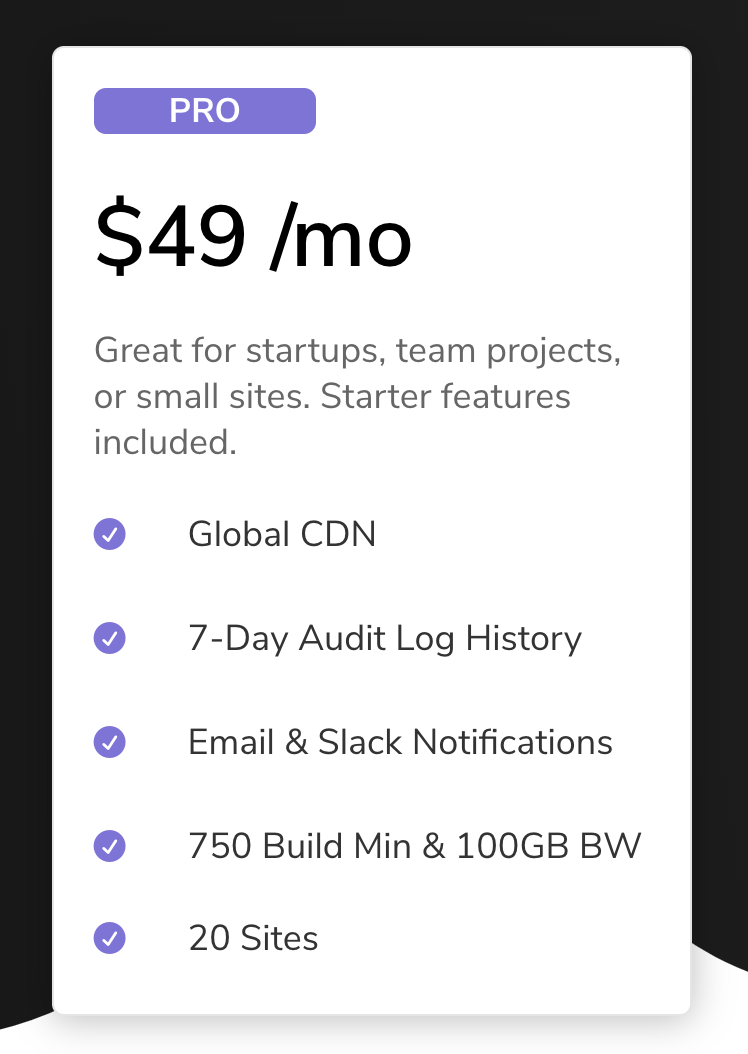 PRO
$49 /mo
Great for startups, team projects,
or small sites. Starter features
included.
Global CDN
7-Day Audit Log History
Email & Slack Notifications
750 Build Min & 100GB BW
20 Sites